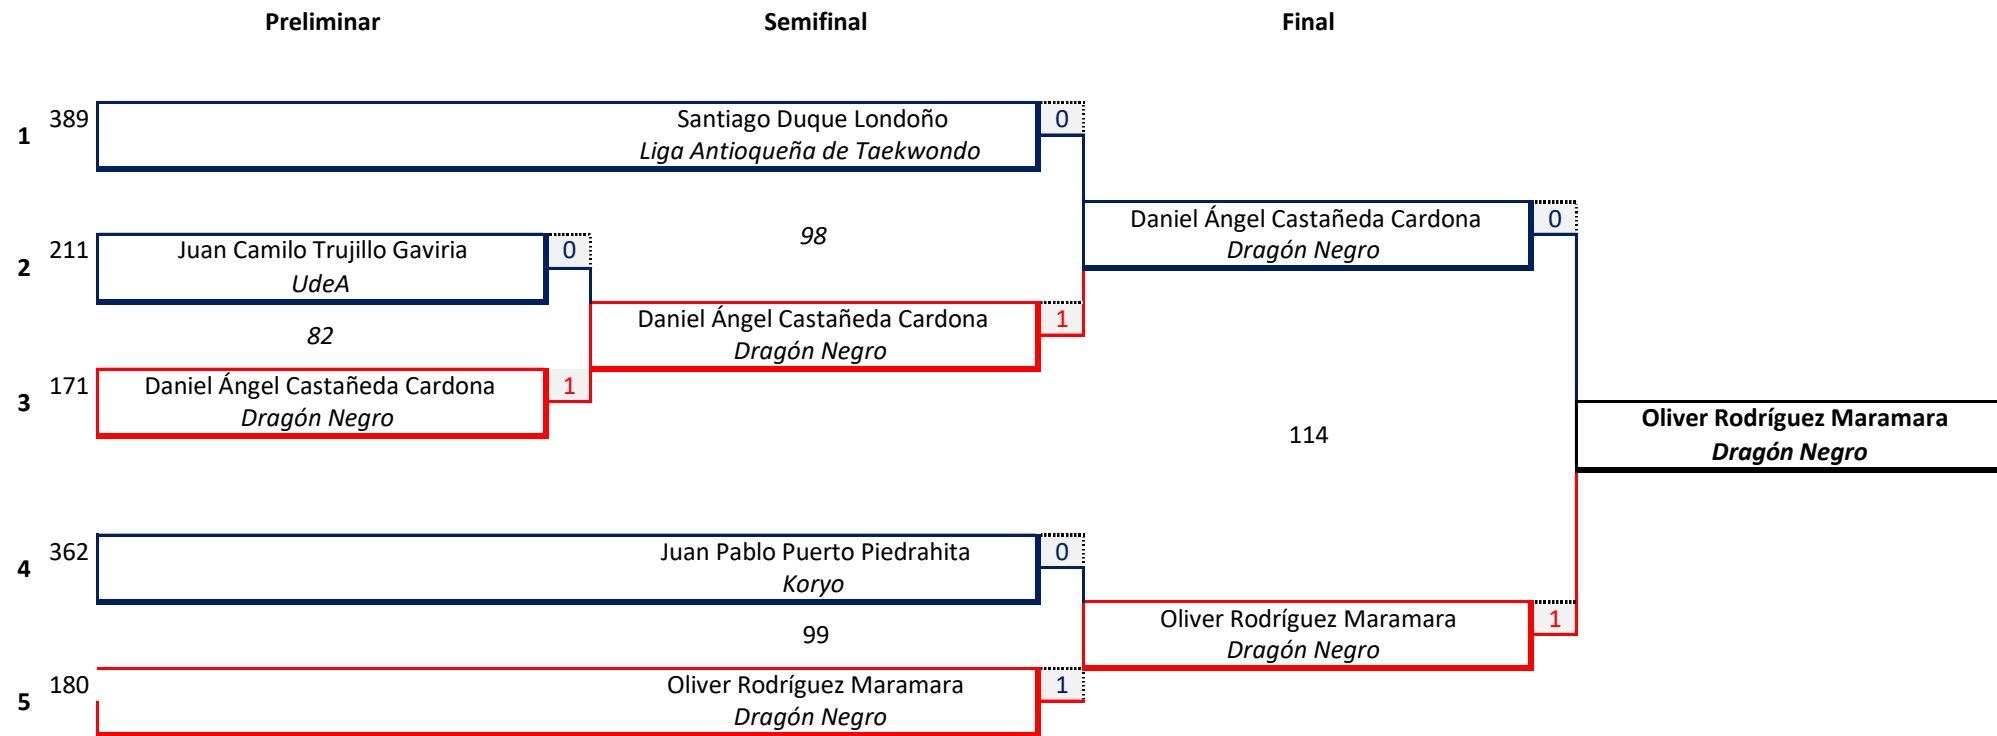 Preliminar Semifinal Final
1 389 Santiago Duque Londoño 0
Liga Antioqueña de Taekwondo
98
Daniel Ángel Castañeda Cardona 0
Dragón Negro
2 211 Juan Camilo Trujillo Gaviria 0
UdeA
82
Daniel Ángel Castañeda Cardona 1
Dragón Negro
3 171 Daniel Ángel Castañeda Cardona 1
Dragón Negro
114
Oliver Rodríguez Maramara
Dragón Negro
4 362 Juan Pablo Puerto Piedrahita 0
Koryo
99
Oliver Rodríguez Maramara 1
Dragón Negro
5 180 Oliver Rodríguez Maramara 1
Dragón Negro